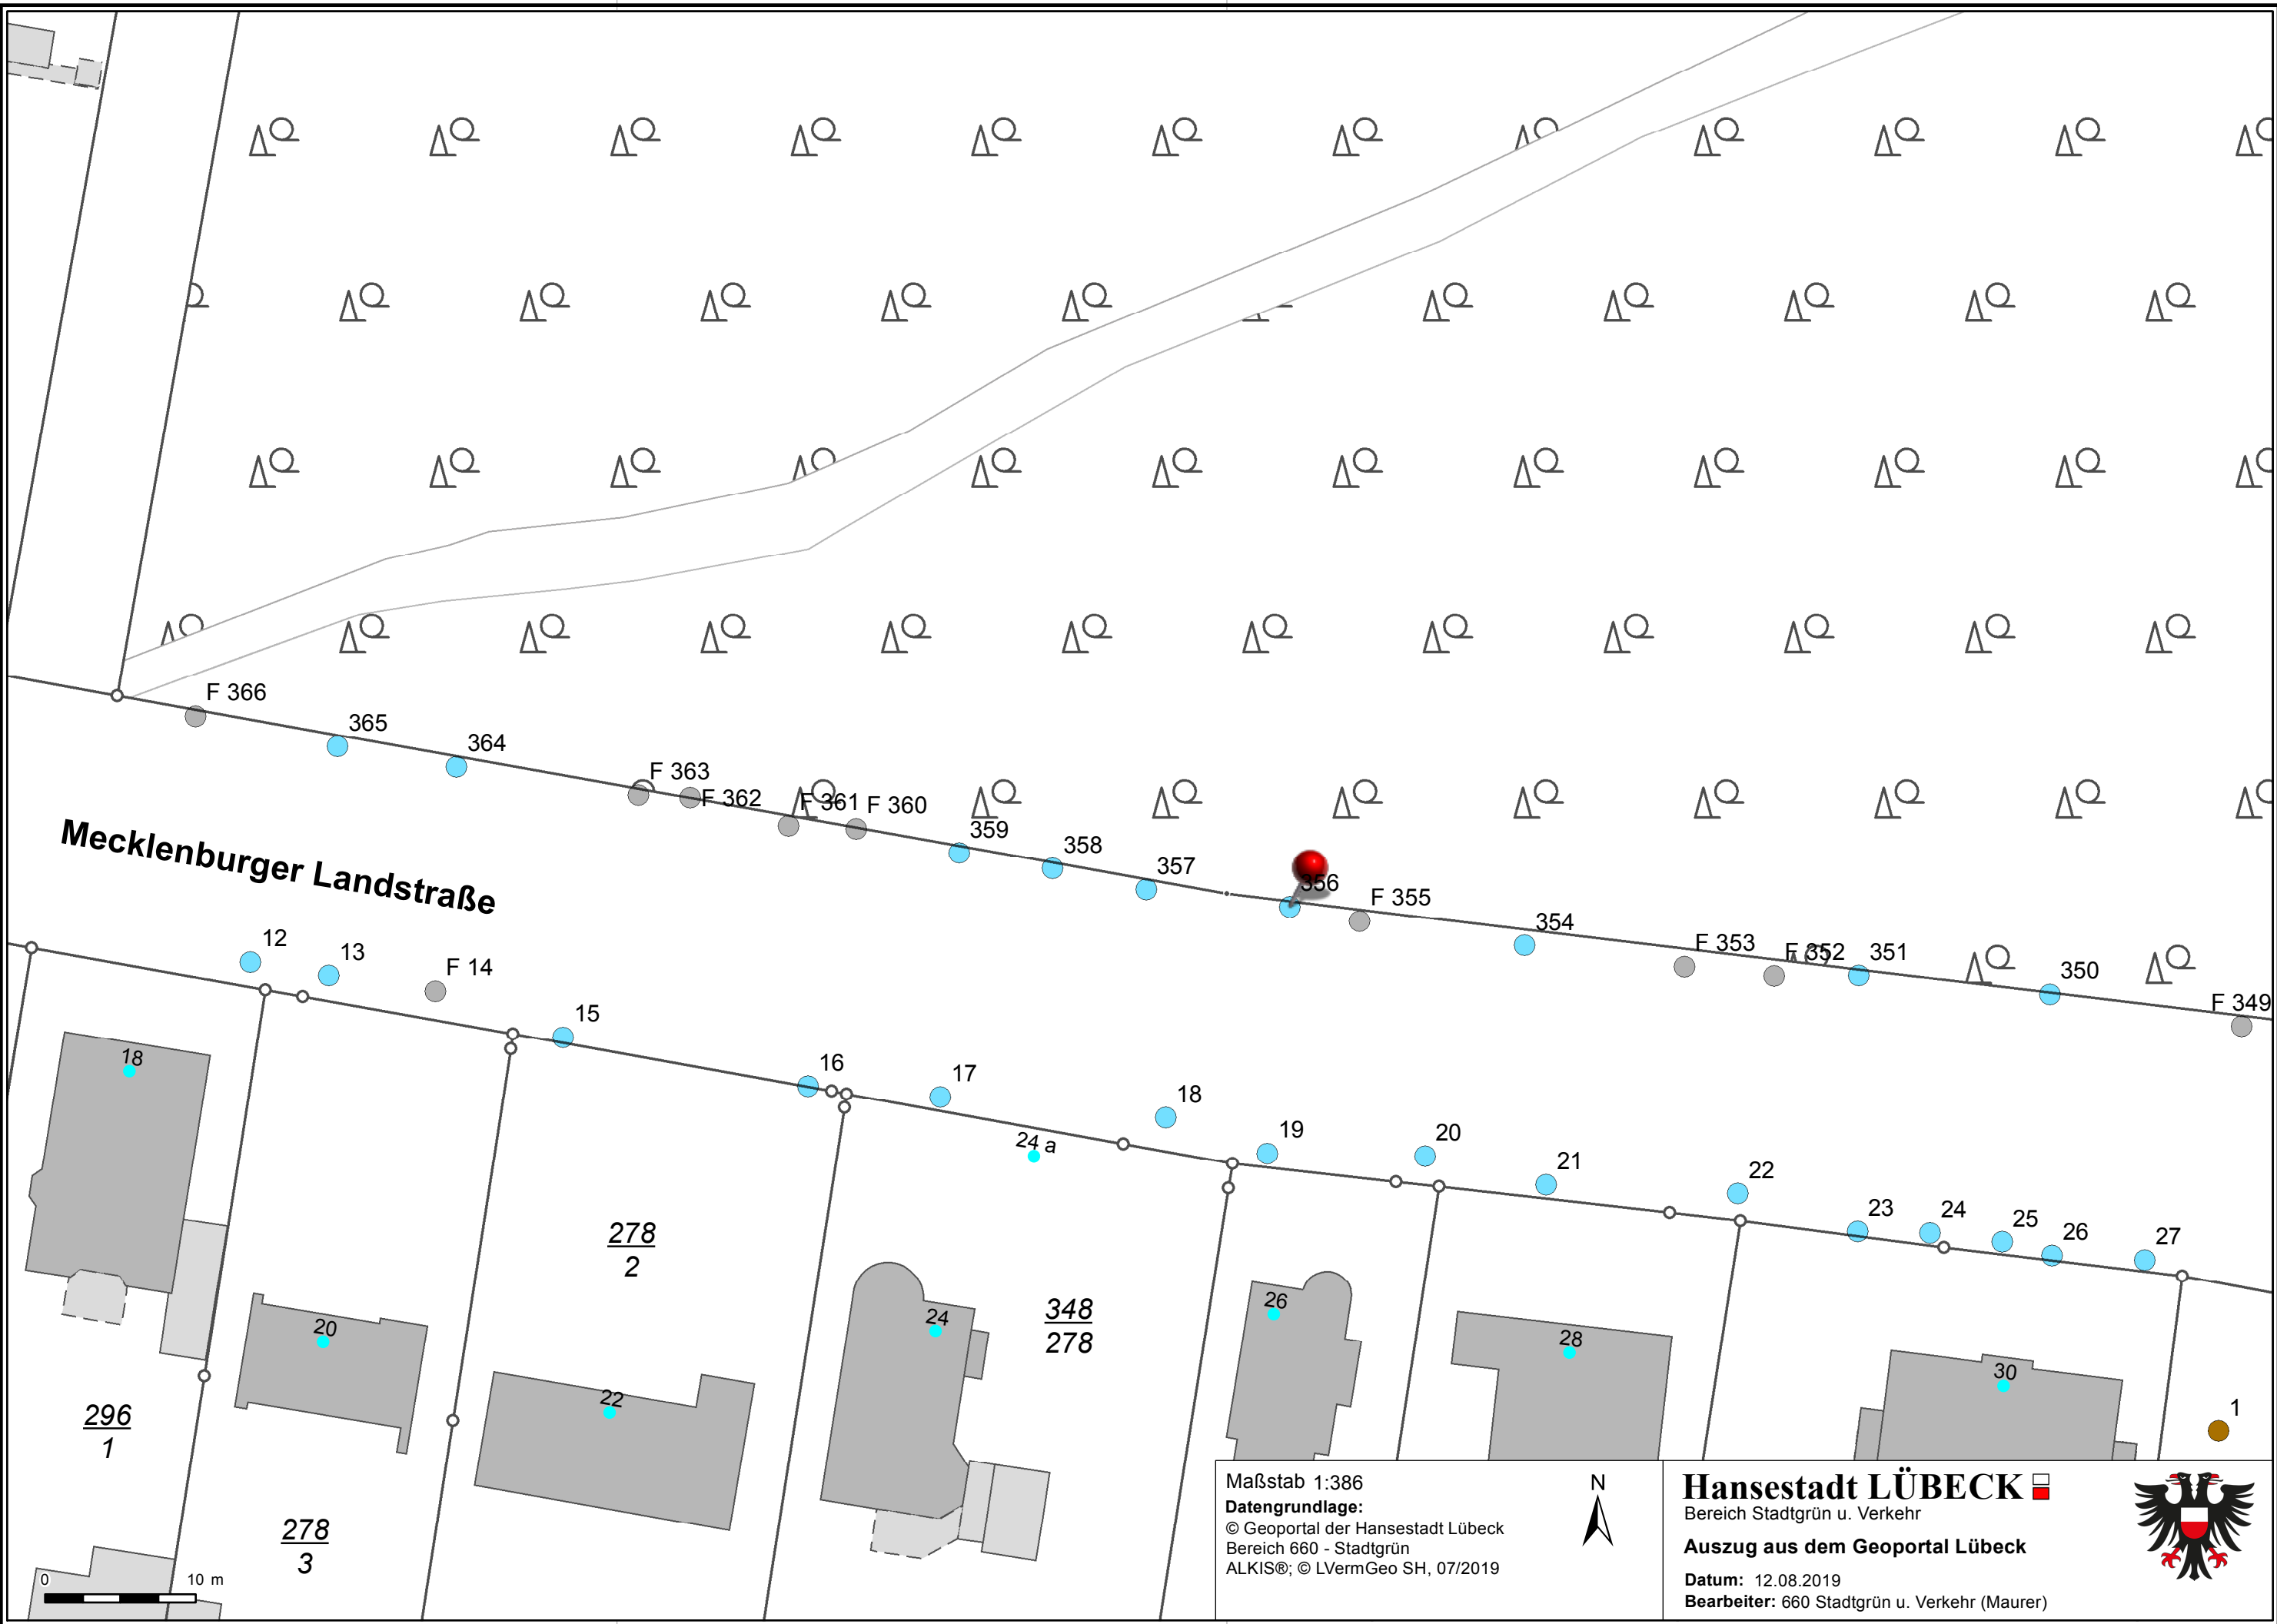 F 366
365
364
F 363
F 362
F 361
F 360
359
358
357
356
F 355
354
F 353
F 352
351
350
F 349
Mecklenburger Landstraße
12
13
F 14
15
16
17
18
19
20
21
22
23
24
25
26
27
18
24 a
278
2
348
278
20
22
24
26
28
30
1
296
1
278
3
0
10 m
Maßstab 1:386
Datengrundlage:
© Geoportal der Hansestadt Lübeck
Bereich 660 - Stadtgrün
ALKIS®; © LVermGeo SH, 07/2019
N
Hansestadt LÜBECK
Bereich Stadtgrün u. Verkehr
Auszug aus dem Geoportal Lübeck
Datum: 12.08.2019
Bearbeiter: 660 Stadtgrün u. Verkehr (Maurer)